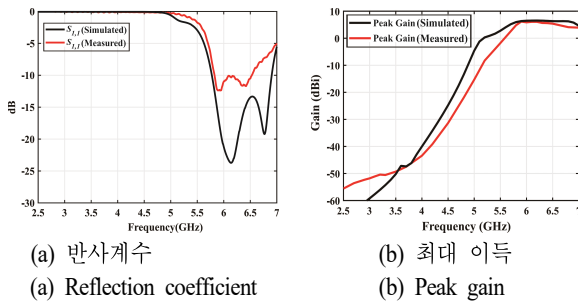 S1,1(Simulated)
S1,1(Measured)
0
-5
-10
-15
-20
-25
-30
dB
2.5 3 3.5 4 4.5 5 5.5 6 6.5 7
Frequency(GHz)
(a) 반사계수
(a) Reflection coefficient
Peak Gain(Simulated)
Peak Gain(Measured)
10
0
-10
-20
-30
-40
-50
-60
Gain (dBi)
2.5 3 3.5 4 4.5 5 5.5 6 6.5 7
Frequency (GHz)
(b) 최대 이득
(b) Peak gain